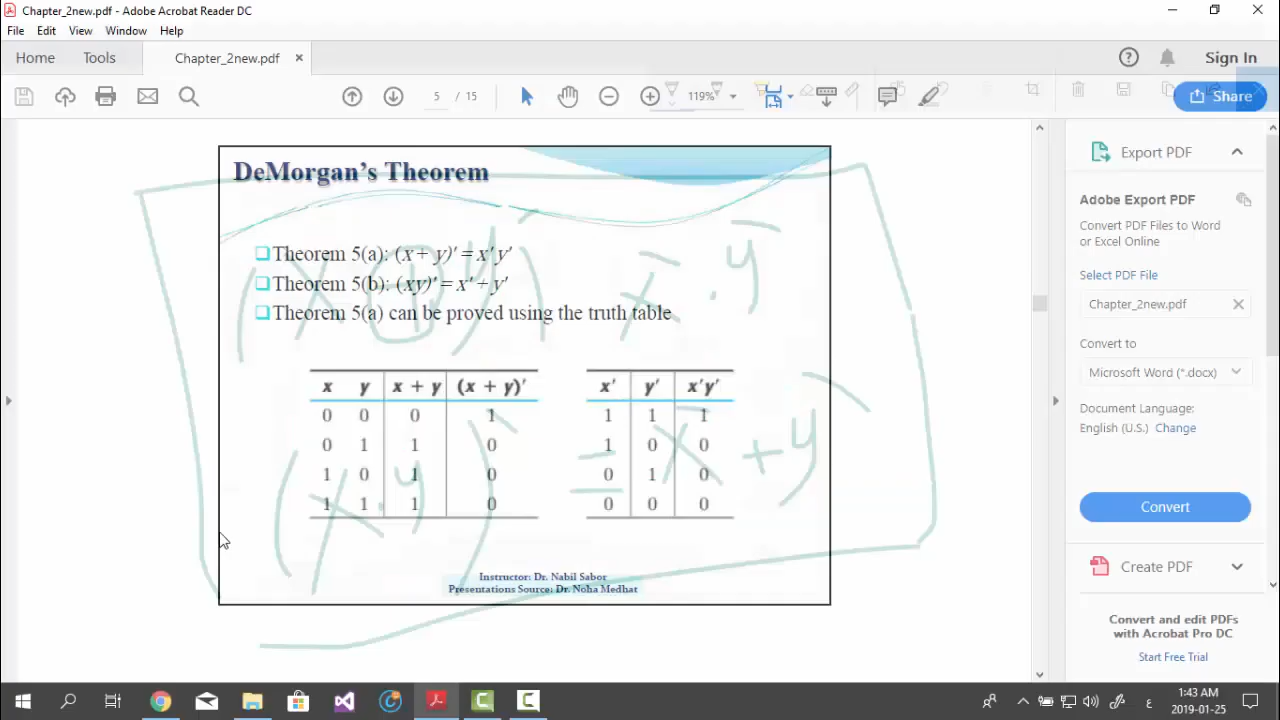 Chapter_2new.pdf - Adobe Acrobat Reader DC
File Edit View Window Help
Home Tools Chapter_2new.pdf × Sign In
5 / 15 119% Share
DeMorgan's Theorem
Theorem 5(a): (x + y)' = x'y'
Theorem 5(b): (xy)' = x' + y'
Theorem 5(a) can be proved using the truth table
x y x + y (x + y)' x' y' x'y'
0 0 0 1 1 1 1
0 1 1 0 1 0 0
1 0 1 0 0 1 0
1 1 1 0 0 0 0
Instructor: Dr. Nabil Sabor
Presentations Source: Dr. Noha Medhat
Export PDF
Adobe Export PDF
Convert PDF Files to Word
or Excel Online
Select PDF File
Chapter_2new.pdf
Convert to
Microsoft Word (*.docx)
Document Language:
English (U.S.) Change
Convert
Create PDF
Convert and edit PDFs
with Acrobat Pro DC
Start Free Trial
ع 1:43 AM
2019-01-25